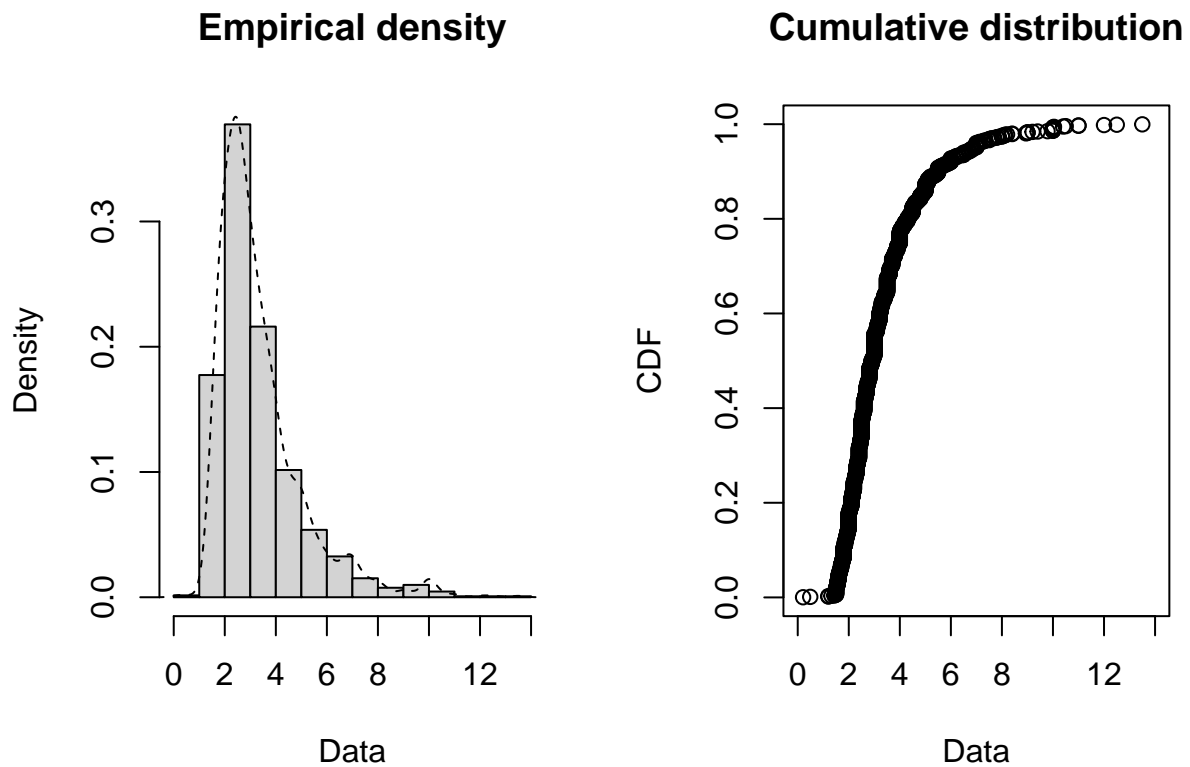 Empirical density
Density
0.0 0.1 0.2 0.3
0 2 4 6 8 12
Data
Cumulative distribution
CDF
0.0 0.2 0.4 0.6 0.8 1.0
0 2 4 6 8 12
Data